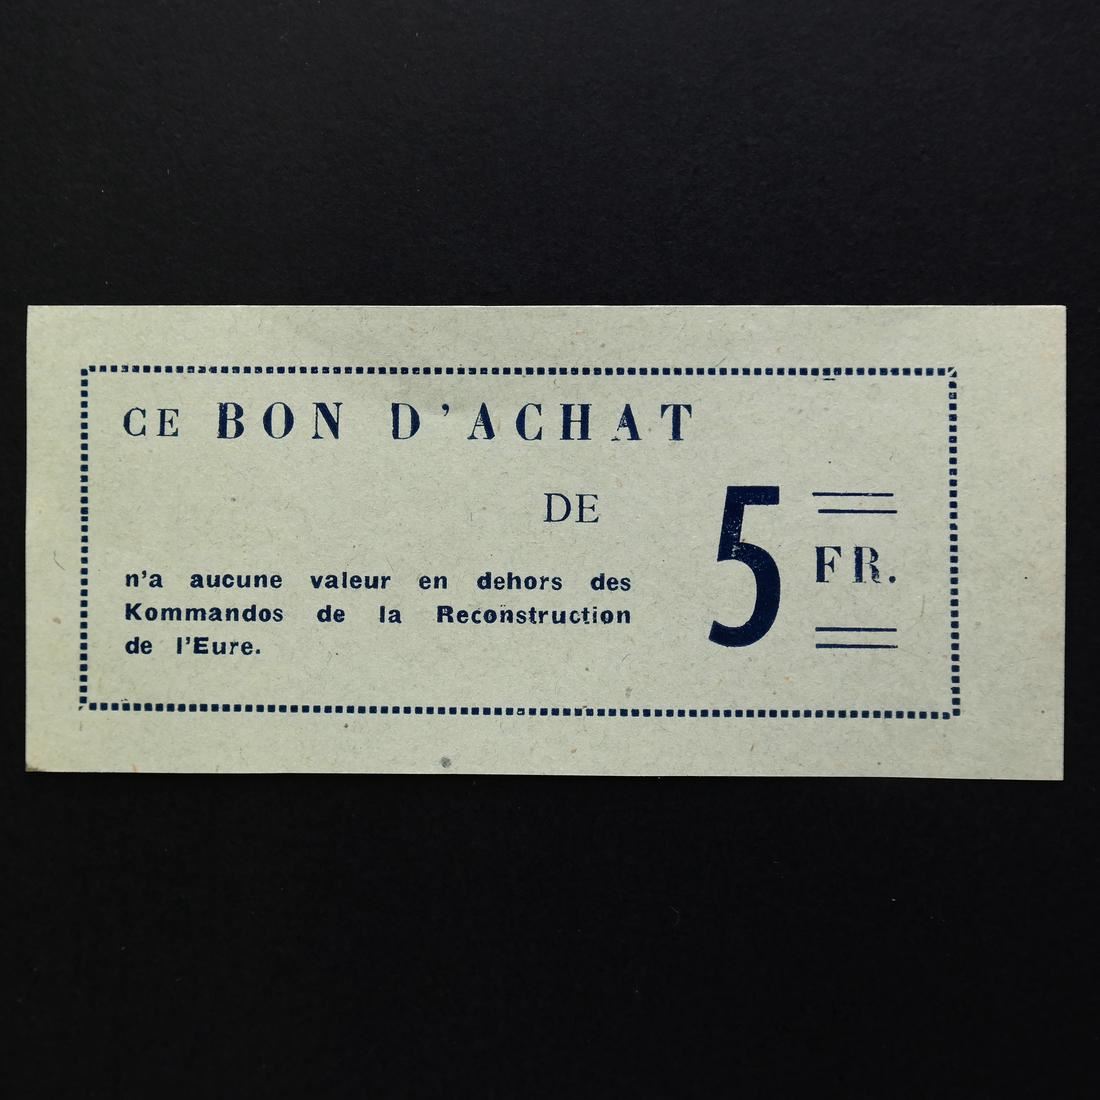 CE BON D'ACHAT
DE
5 FR.
n'a aucune valeur en dehors des
Kommandos de la Reconstruction
de l'Eure.